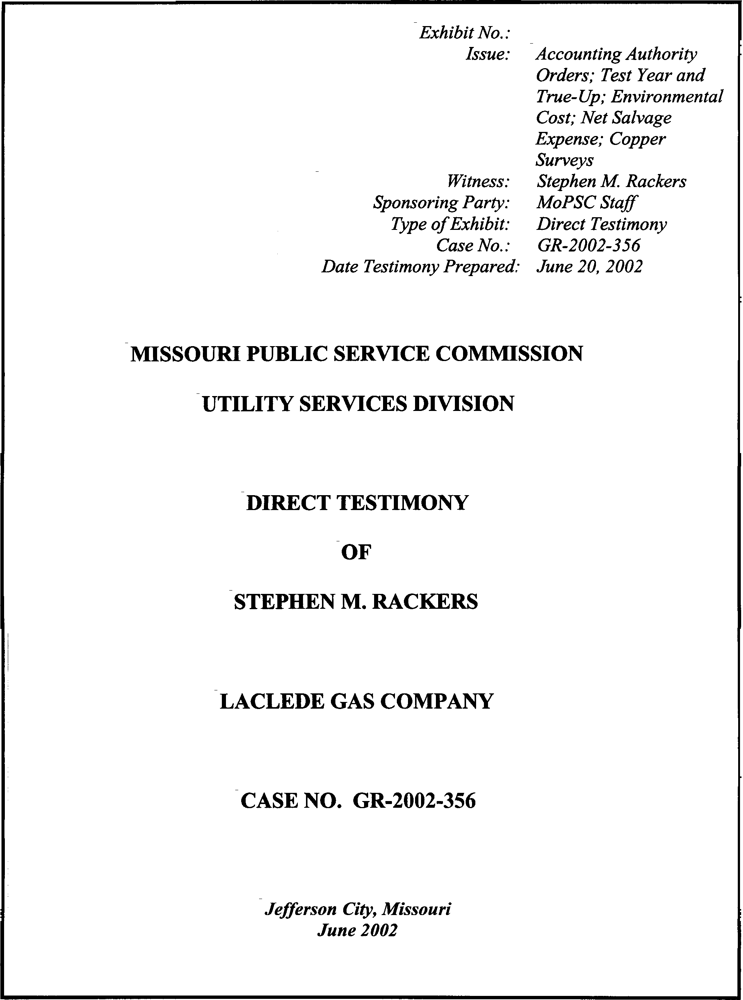 Exhibit No.:
Issue: Accounting Authority
Orders; Test Year and
True-Up; Environmental
Cost; Net Salvage
Expense; Copper
Surveys
Witness: Stephen M. Rackers
Sponsoring Party: MoPSC Staff
Type of Exhibit: Direct Testimony
Case No.: GR-2002-356
Date Testimony Prepared: June 20, 2002
MISSOURI PUBLIC SERVICE COMMISSION
UTILITY SERVICES DIVISION
DIRECT TESTIMONY
OF
STEPHEN M. RACKERS
LACLEDE GAS COMPANY
CASE NO. GR-2002-356
Jefferson City, Missouri
June 2002